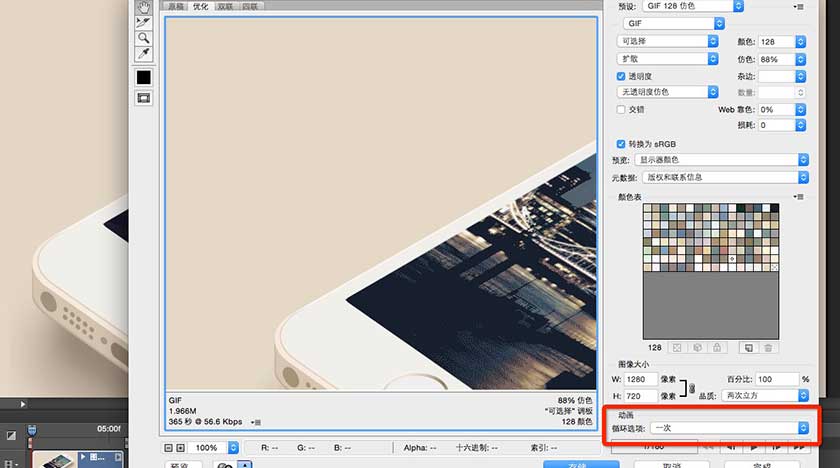 原稿 优化 双联 四联
预设: GIF 128 仿色
GIF
可选择 颜色: 128
扩散 仿色: 88%
透明度 杂边:
无透明度仿色 数量:
交错 Web 靠色: 0%
损耗: 0
转换为 sRGB
预览: 显示器颜色
元数据: 版权和联系信息
颜色表
128
图像大小
W: 1280 像素 百分比: 100 %
H: 720 像素 品质: 两次立方
动画
循环选项: 一次
1/180
GIF 88% 仿色
1.966M "可选择" 调板
365 秒 @ 56.6 Kbps 128 颜色
100% R: -- G: -- B: -- Alpha: -- 十六进制: -- 索引: --
05:00f
预览... 存储... 取消 完成